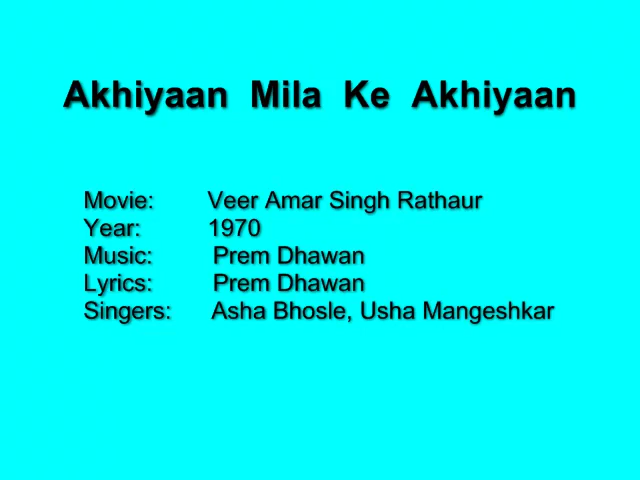 Akhiyaan Mila Ke Akhiyaan
Movie: Veer Amar Singh Rathaur
Year: 1970
Music: Prem Dhawan
Lyrics: Prem Dhawan
Singers: Asha Bhosle, Usha Mangeshkar